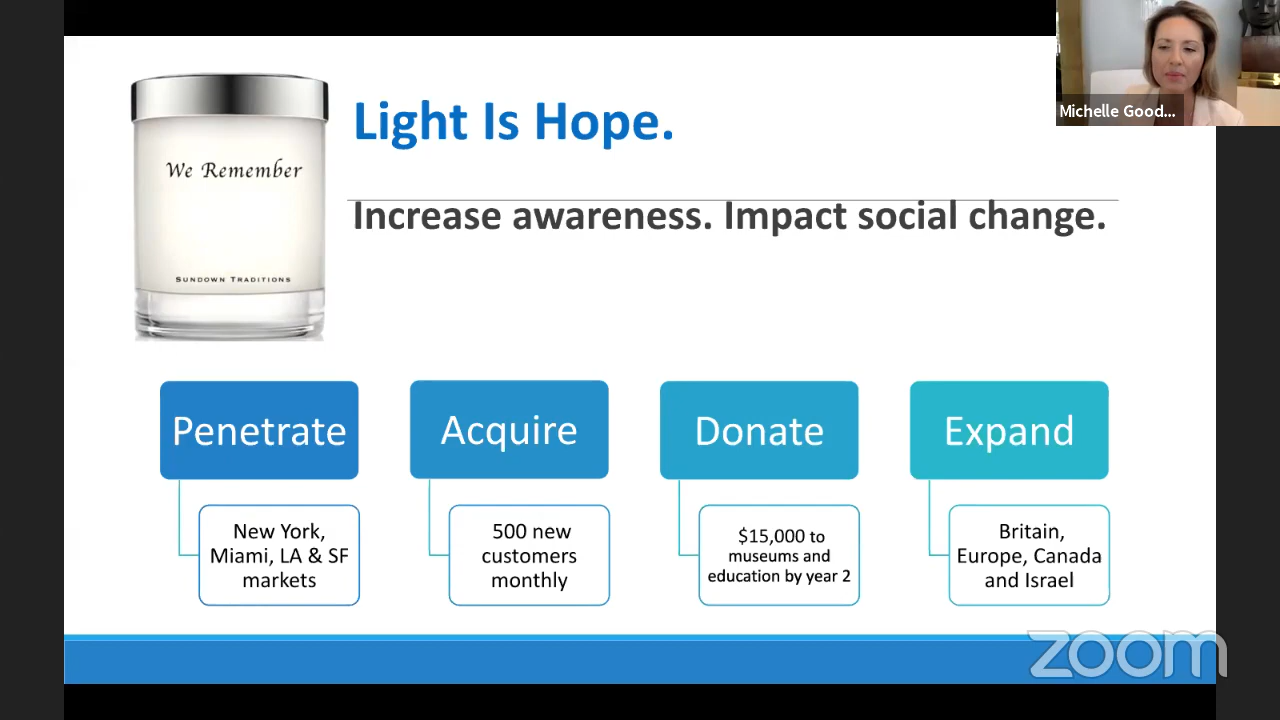 Michelle Good...
Light Is Hope.
We Remember
Increase awareness. Impact social change.
SUNDOWN TRADITIONS
Penetrate
Acquire
Donate
Expand
New York,
Miami, LA & SF
markets
500 new
customers
monthly
$15,000 to
museums and
education by year 2
Britain,
Europe, Canada
and Israel
zoom